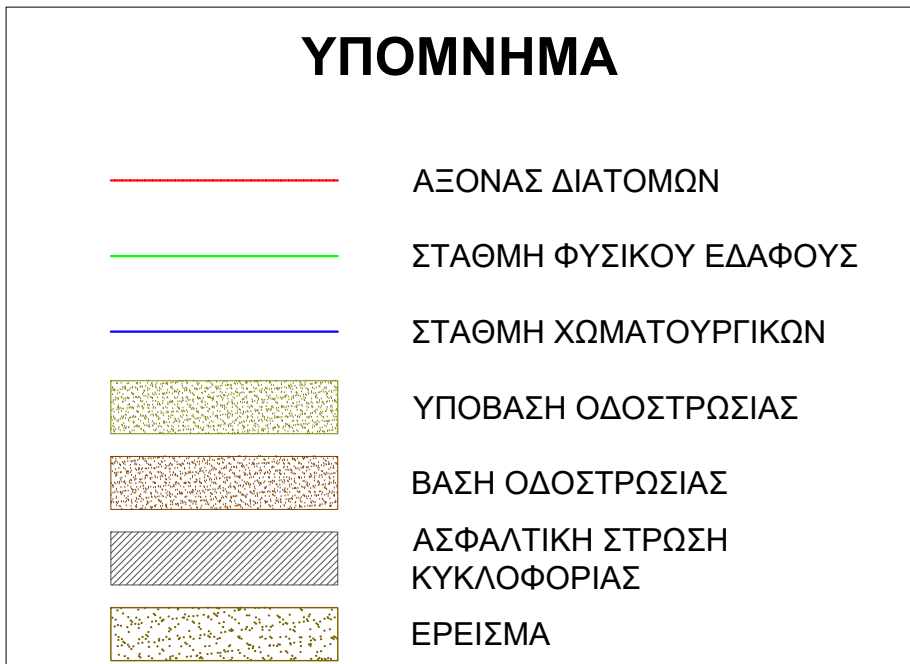 ΥΠΟΜΝΗΜΑ
ΑΞΟΝΑΣ ΔΙΑΤΟΜΩΝ
ΣΤΑΘΜΗ ΦΥΣΙΚΟΥ ΕΔΑΦΟΥΣ
ΣΤΑΘΜΗ ΧΩΜΑΤΟΥΡΓΙΚΩΝ
ΥΠΟΒΑΣΗ ΟΔΟΣΤΡΩΣΙΑΣ
ΒΑΣΗ ΟΔΟΣΤΡΩΣΙΑΣ
ΑΣΦΑΛΤΙΚΗ ΣΤΡΩΣΗ
ΚΥΚΛΟΦΟΡΙΑΣ
ΕΡΕΙΣΜΑ